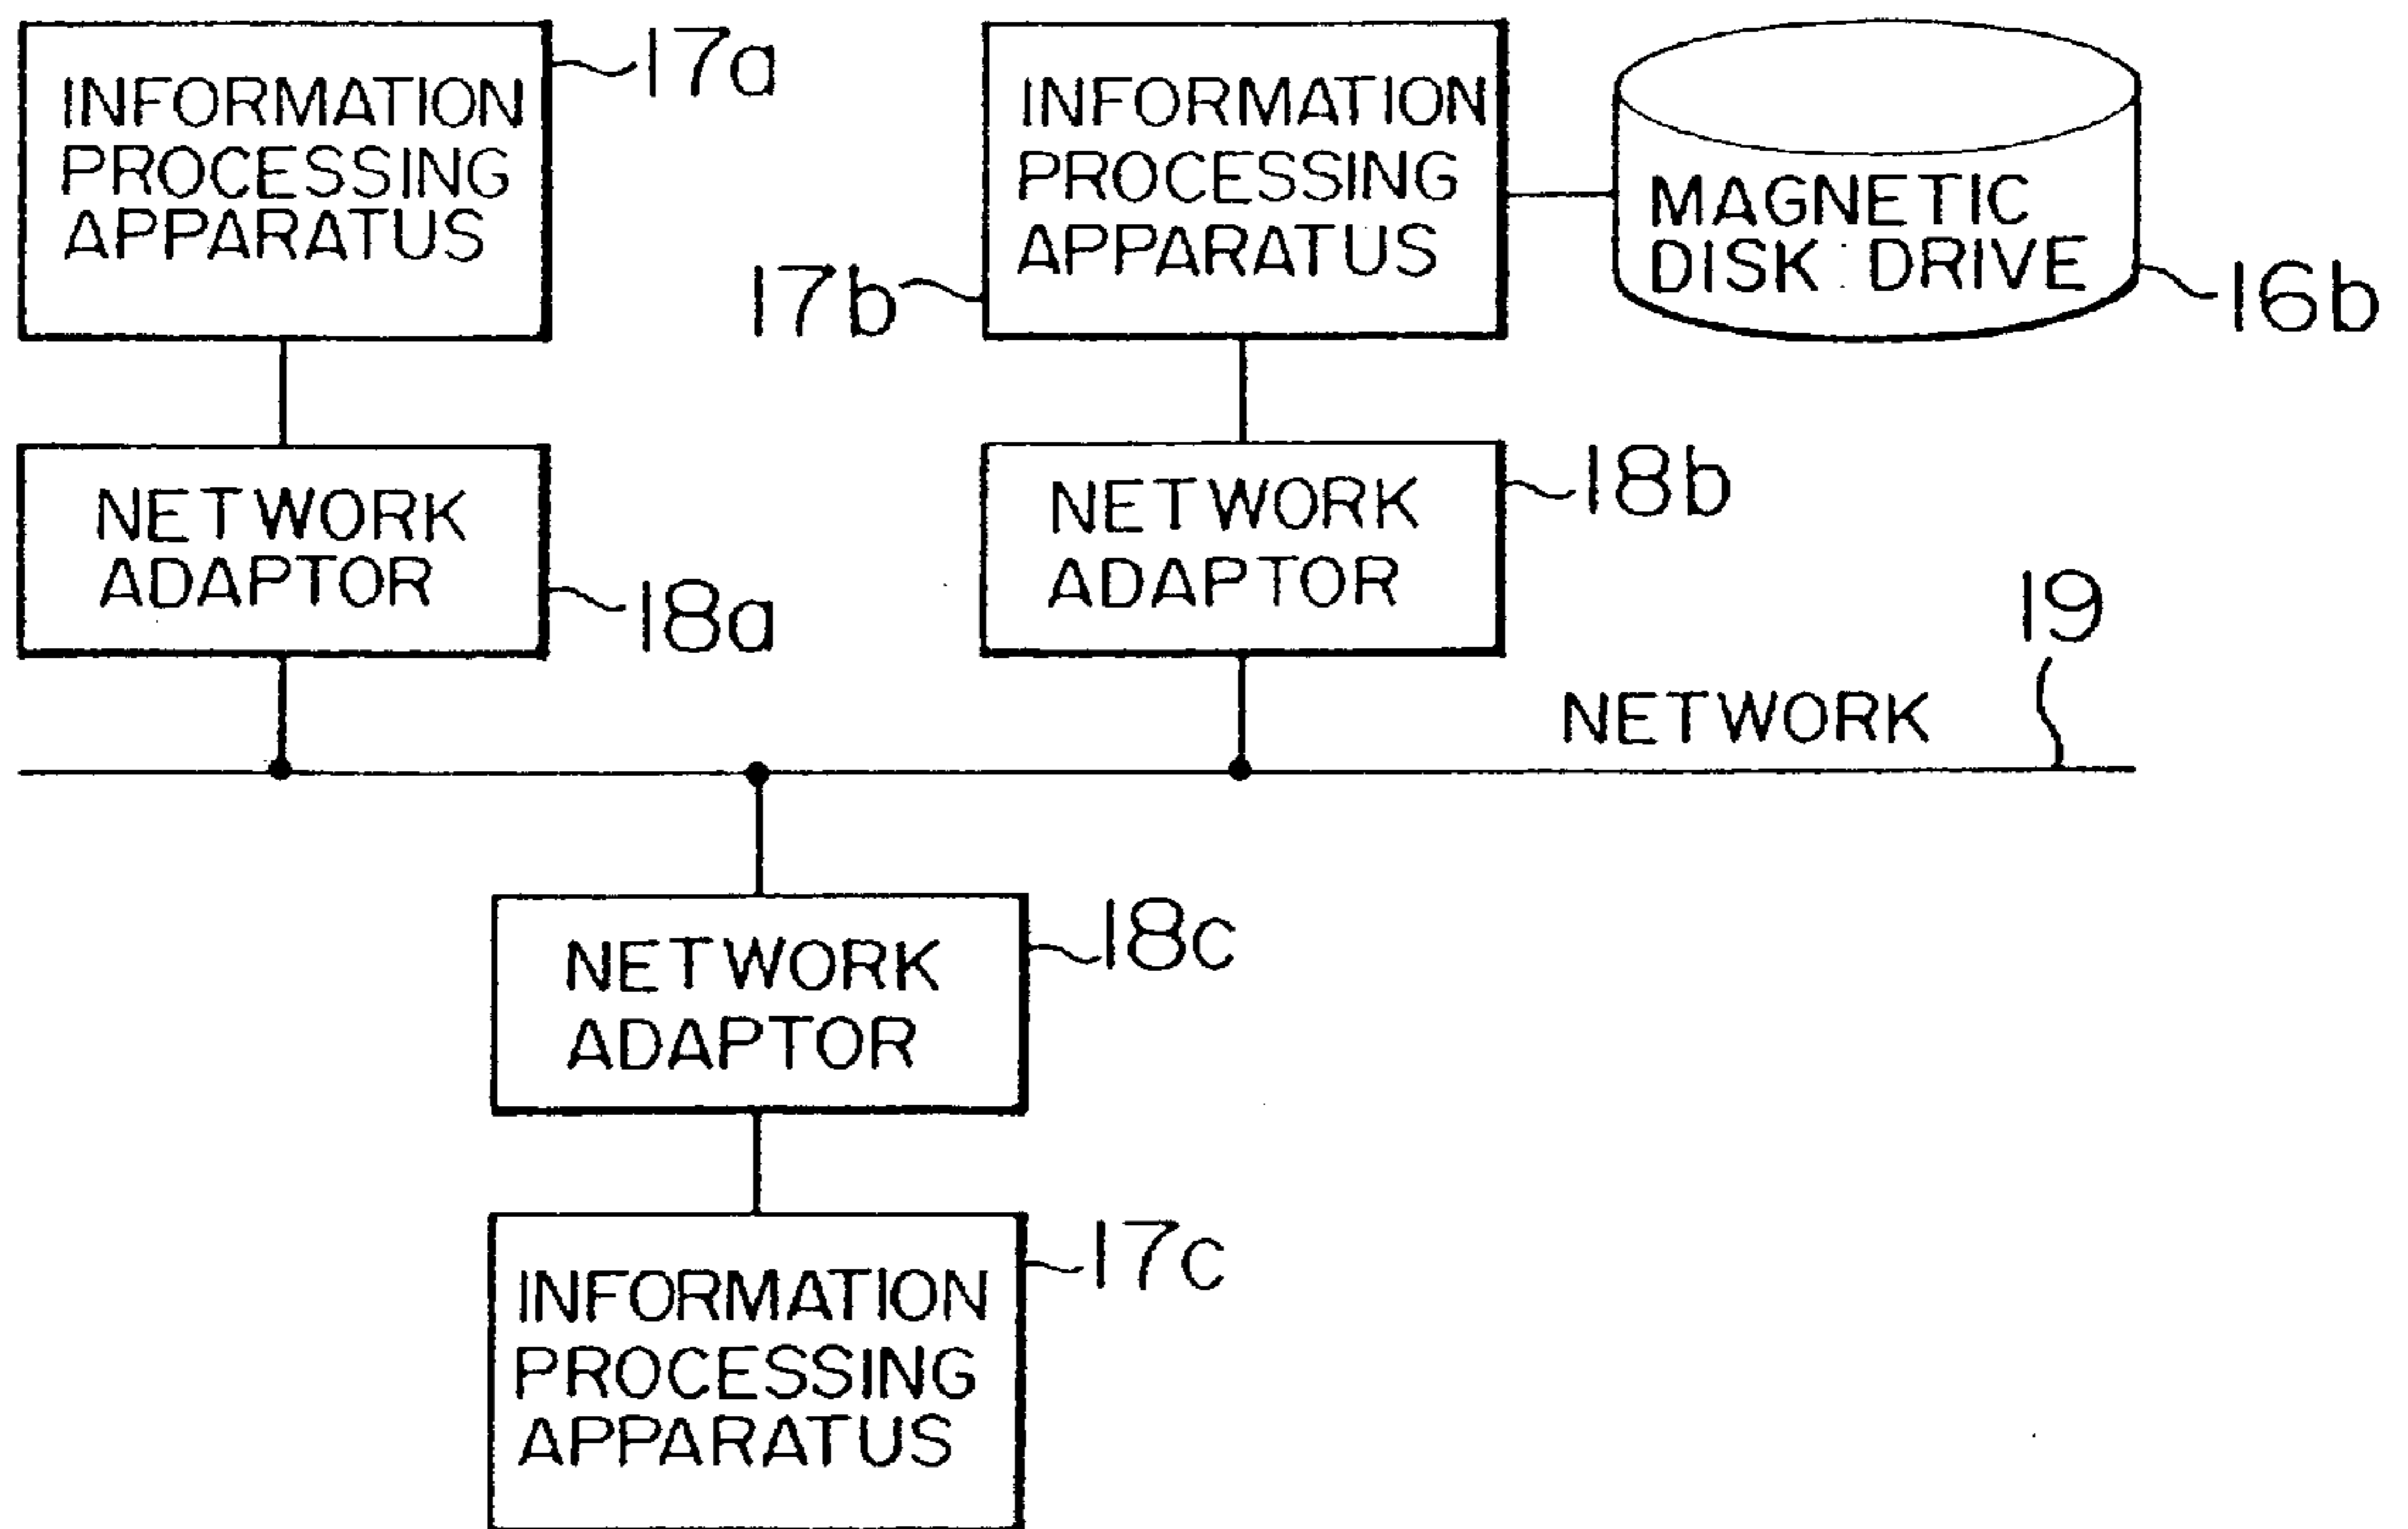 INFORMATION
PROCESSING
APPARATUS
17a
INFORMATION
PROCESSING
APPARATUS
17b
MAGNETIC
DISK DRIVE
16b
NETWORK
ADAPTOR
18a
NETWORK
ADAPTOR
18b
19
NETWORK
NETWORK
ADAPTOR
18c
INFORMATION
PROCESSING
APPARATUS
17c